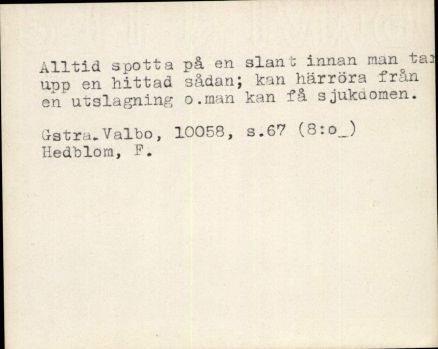 Alltid spotta på en slant innan man tar
upp en hittad sådan; kan härröra från
en utslagning o.man kan få sjukdomen.
Gstra.Valbo, 10058, s.67 (8:o_)
Hedblom, F.